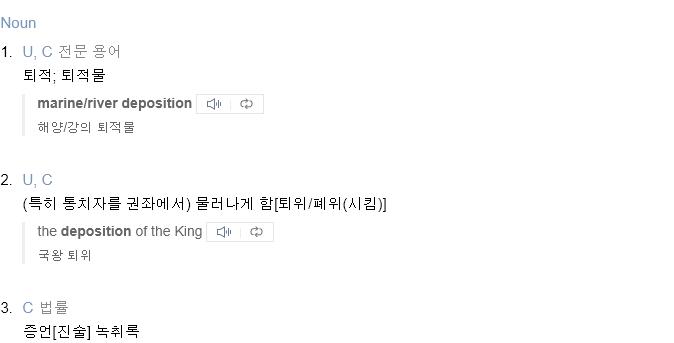 Noun
1. U, C 전문 용어
퇴적; 퇴적물
marine/river deposition
해양/강의 퇴적물
2. U, C
(특히 통치자를 권좌에서) 물러나게 함[퇴위/폐위(시킴)]
the deposition of the King
국왕 퇴위
3. C 법률
증언[진술] 녹취록